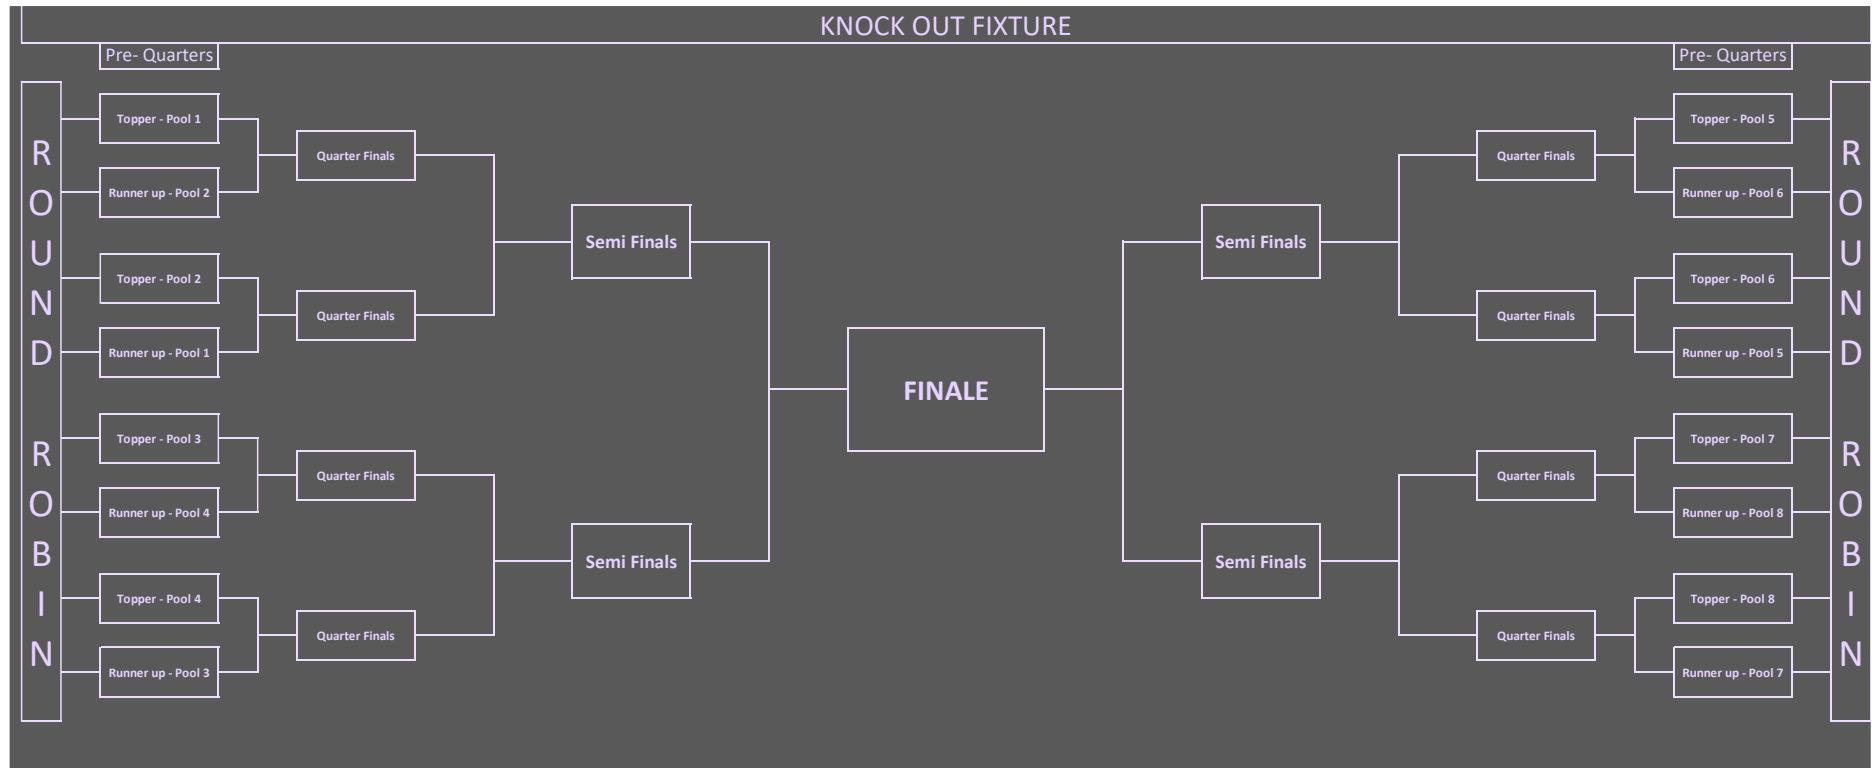 KNOCK OUT FIXTURE
Pre- Quarters
Pre- Quarters
ROUND ROBIN
Topper - Pool 1
Runner up - Pool 2
Topper - Pool 2
Runner up - Pool 1
Topper - Pool 3
Runner up - Pool 4
Topper - Pool 4
Runner up - Pool 3
Quarter Finals
Quarter Finals
Quarter Finals
Quarter Finals
Semi Finals
Semi Finals
FINALE
Semi Finals
Semi Finals
Quarter Finals
Quarter Finals
Quarter Finals
Quarter Finals
Topper - Pool 5
Runner up - Pool 6
Topper - Pool 6
Runner up - Pool 5
Topper - Pool 7
Runner up - Pool 8
Topper - Pool 8
Runner up - Pool 7
ROUND ROBIN